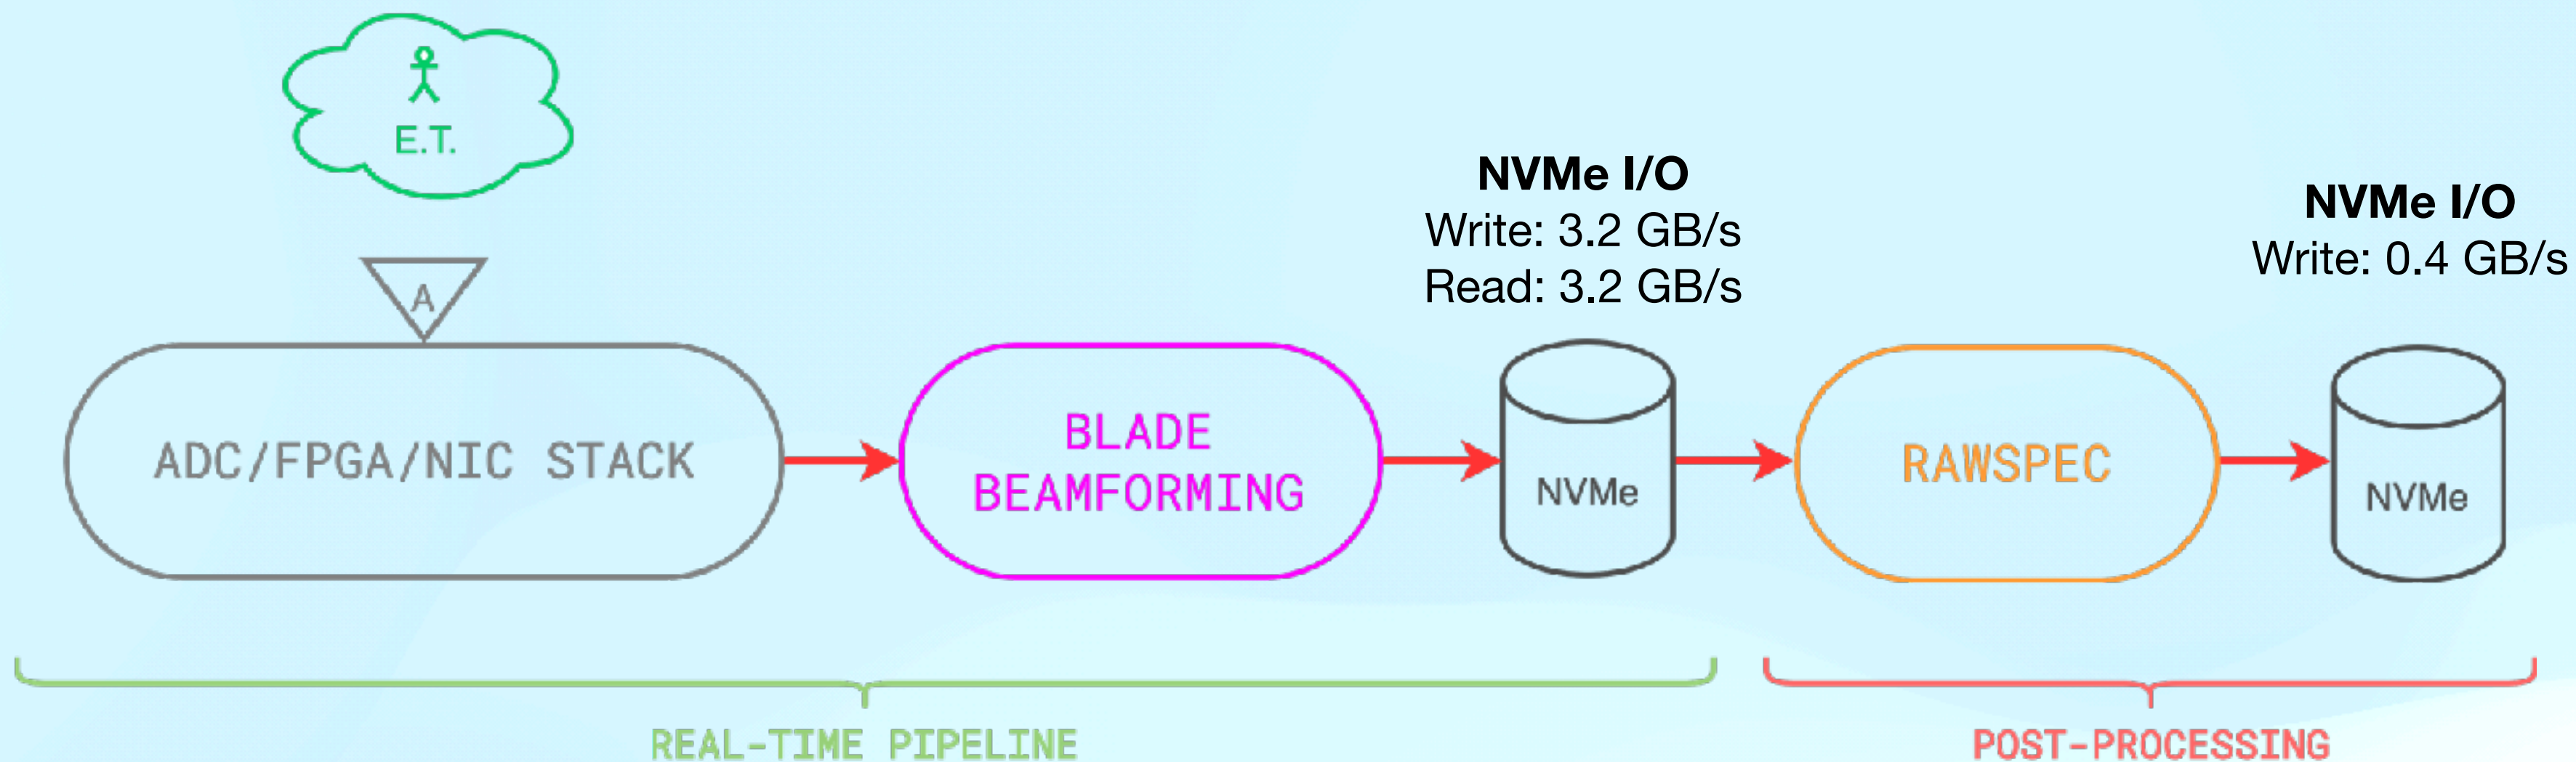 E.T.
A
NVMe I/O
Write: 3.2 GB/s
Read: 3.2 GB/s
NVMe I/O
Write: 0.4 GB/s
ADC/FPGA/NIC STACK
BLADE
BEAMFORMING
NVMe
RAWSPEC
NVMe
REAL-TIME PIPELINE
POST-PROCESSING